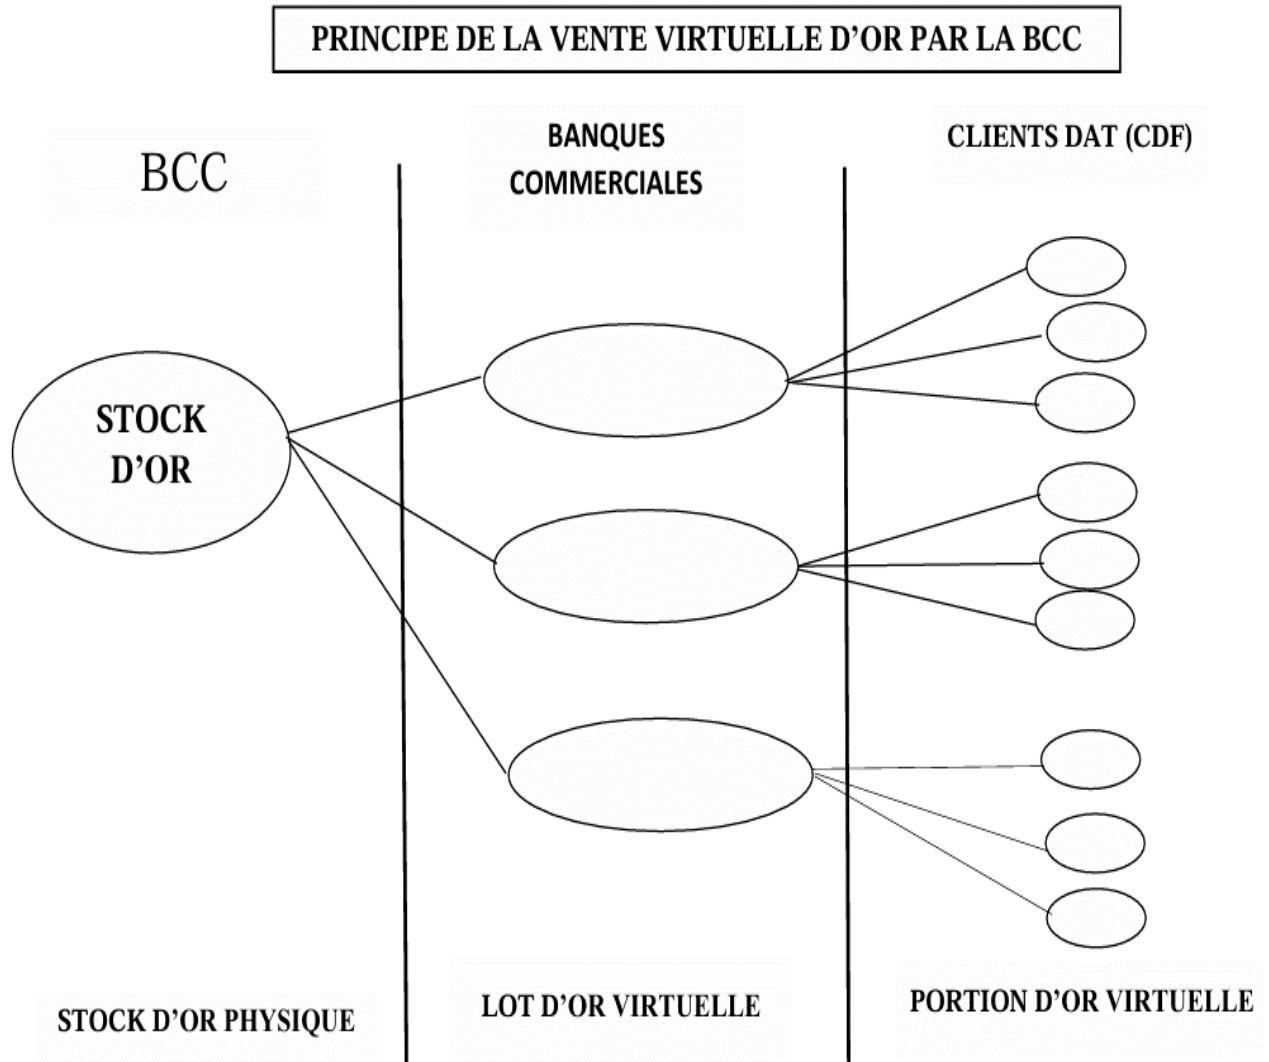 PRINCIPE DE LA VENTE VIRTUELLE D’OR PAR LA BCC
BCC
BANQUES
COMMERCIALES
CLIENTS DAT (CDF)
STOCK
D’OR
STOCK D’OR PHYSIQUE
LOT D’OR VIRTUELLE
PORTION D’OR VIRTUELLE